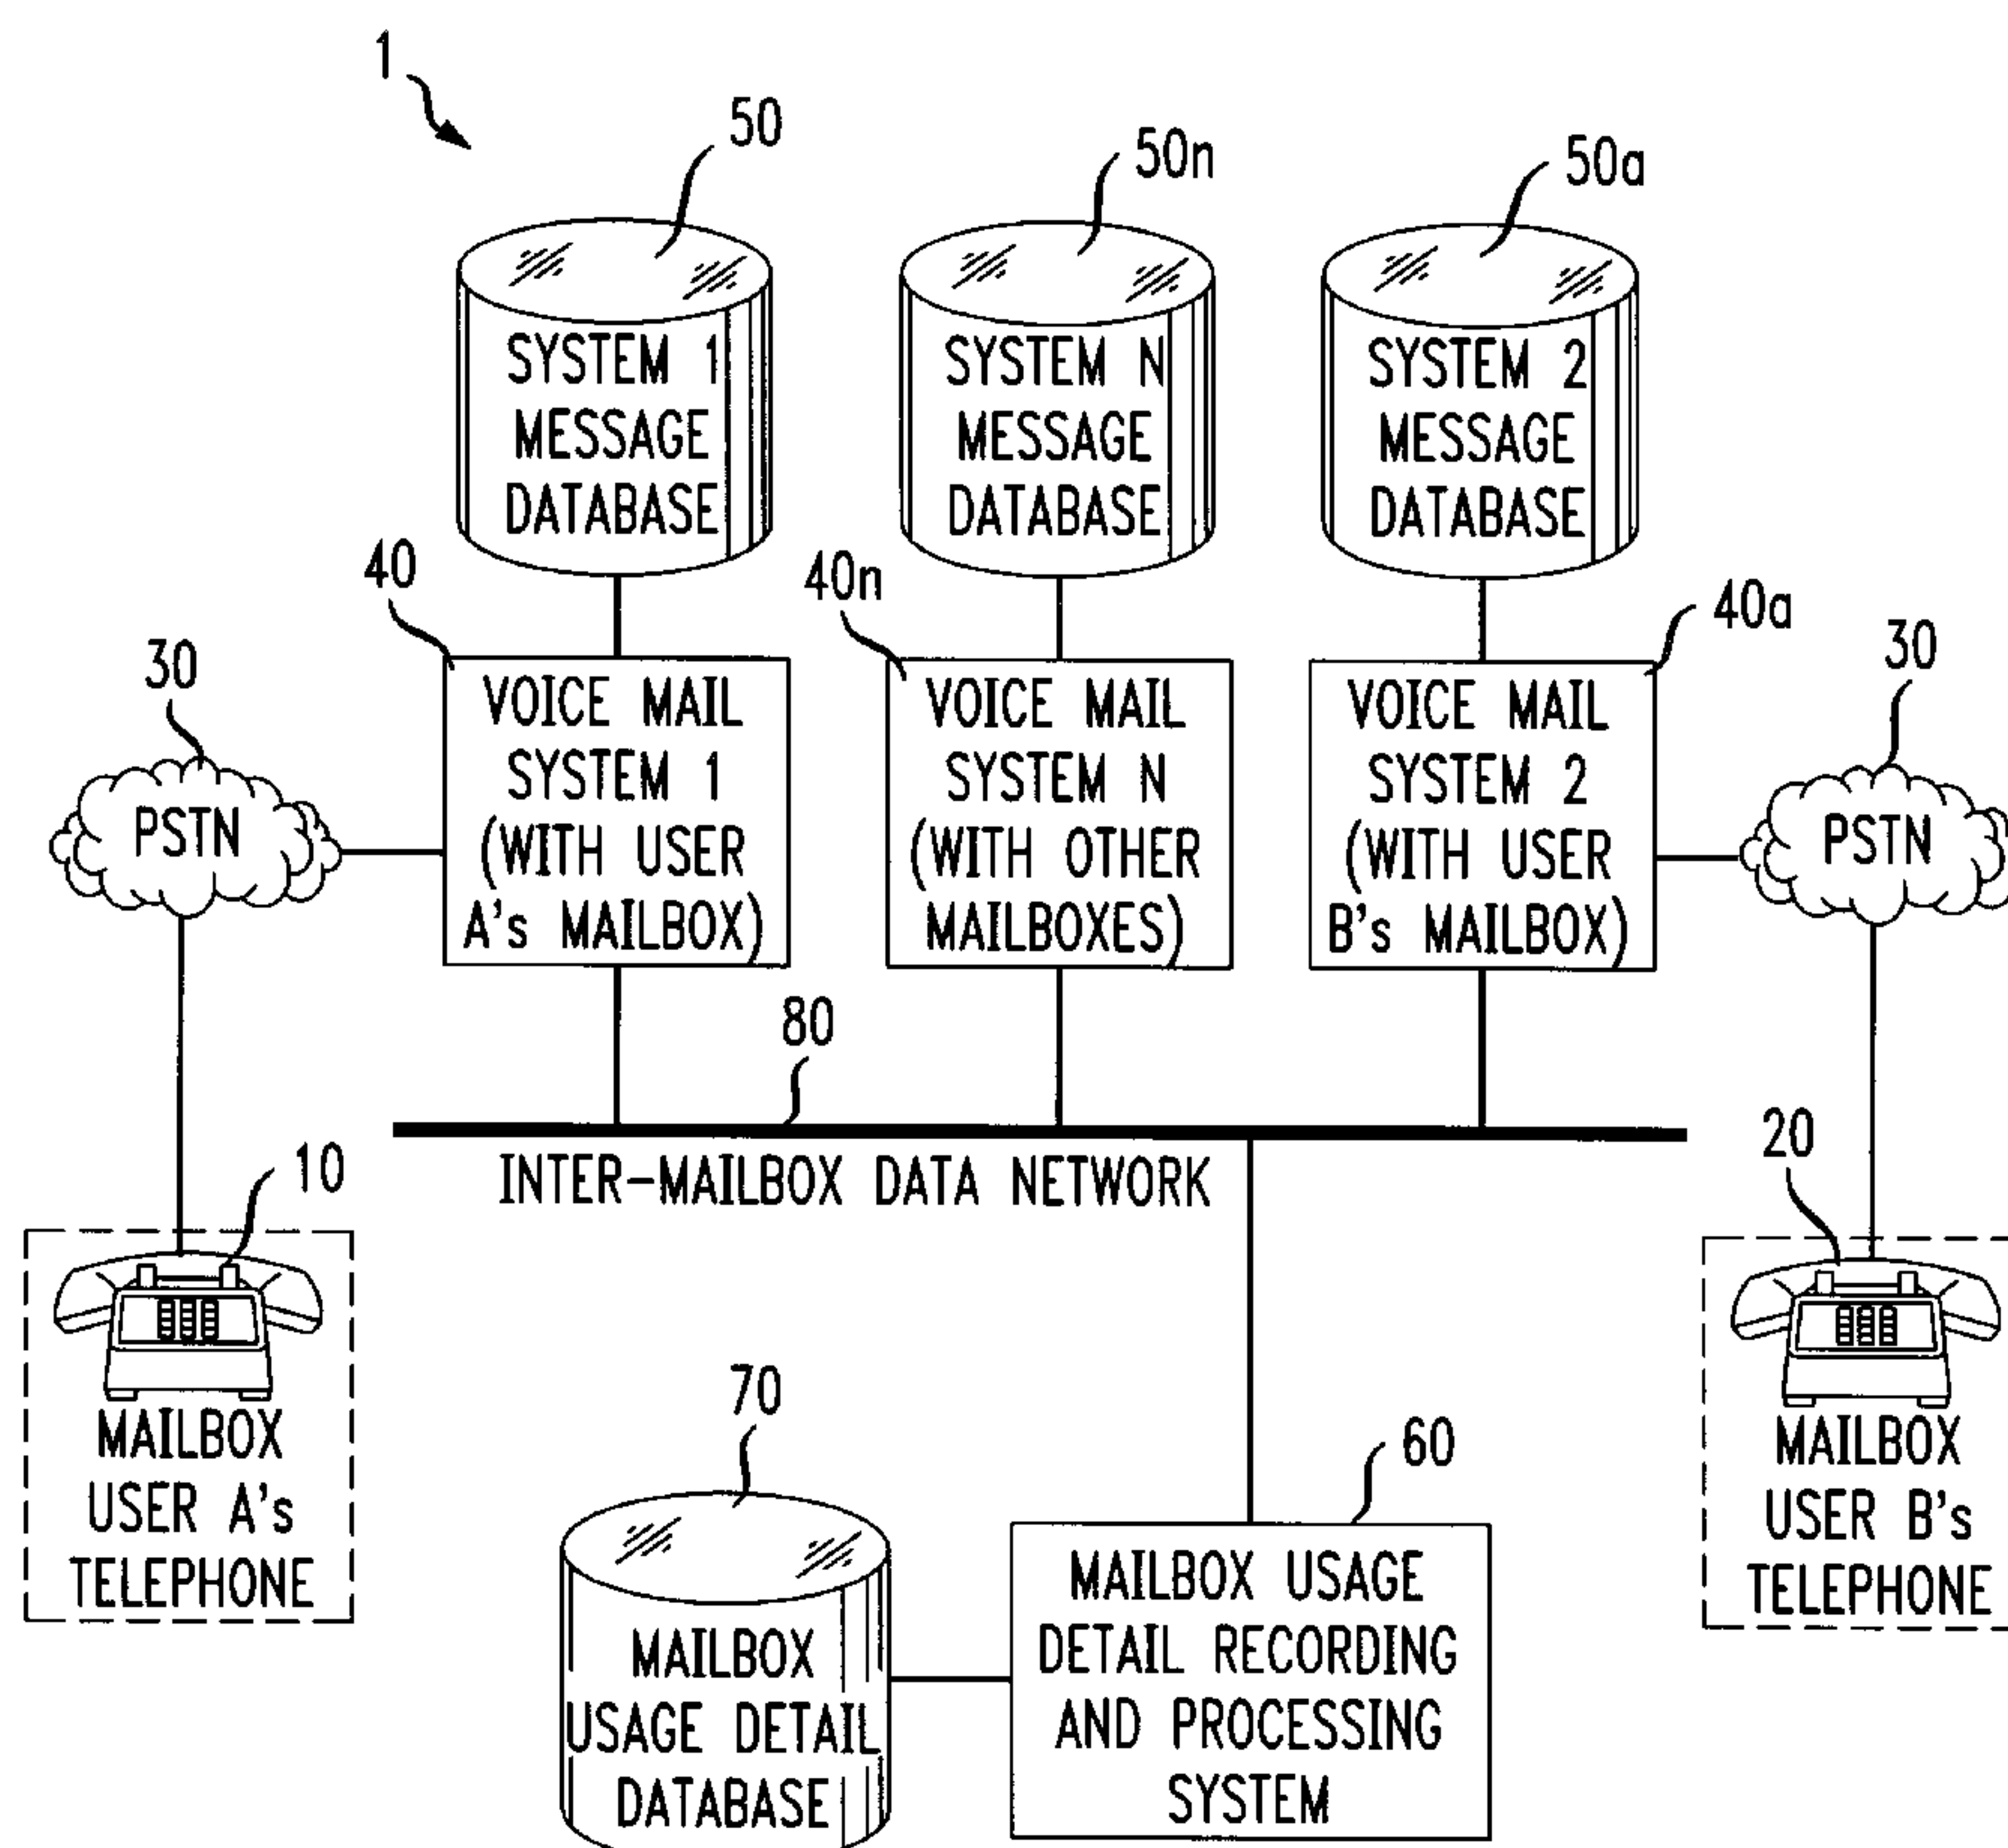 1
50
50n
50a
SYSTEM 1
MESSAGE
DATABASE
SYSTEM N
MESSAGE
DATABASE
SYSTEM 2
MESSAGE
DATABASE
40
40n
40a
30
30
VOICE MAIL
SYSTEM 1
(WITH USER
A's MAILBOX)
VOICE MAIL
SYSTEM N
(WITH OTHER
MAILBOXES)
VOICE MAIL
SYSTEM 2
(WITH USER
B's MAILBOX)
PSTN
PSTN
80
INTER-MAILBOX DATA NETWORK
10
20
MAILBOX
USER A's
TELEPHONE
MAILBOX
USER B's
TELEPHONE
70
60
MAILBOX
USAGE DETAIL
DATABASE
MAILBOX USAGE
DETAIL RECORDING
AND PROCESSING
SYSTEM